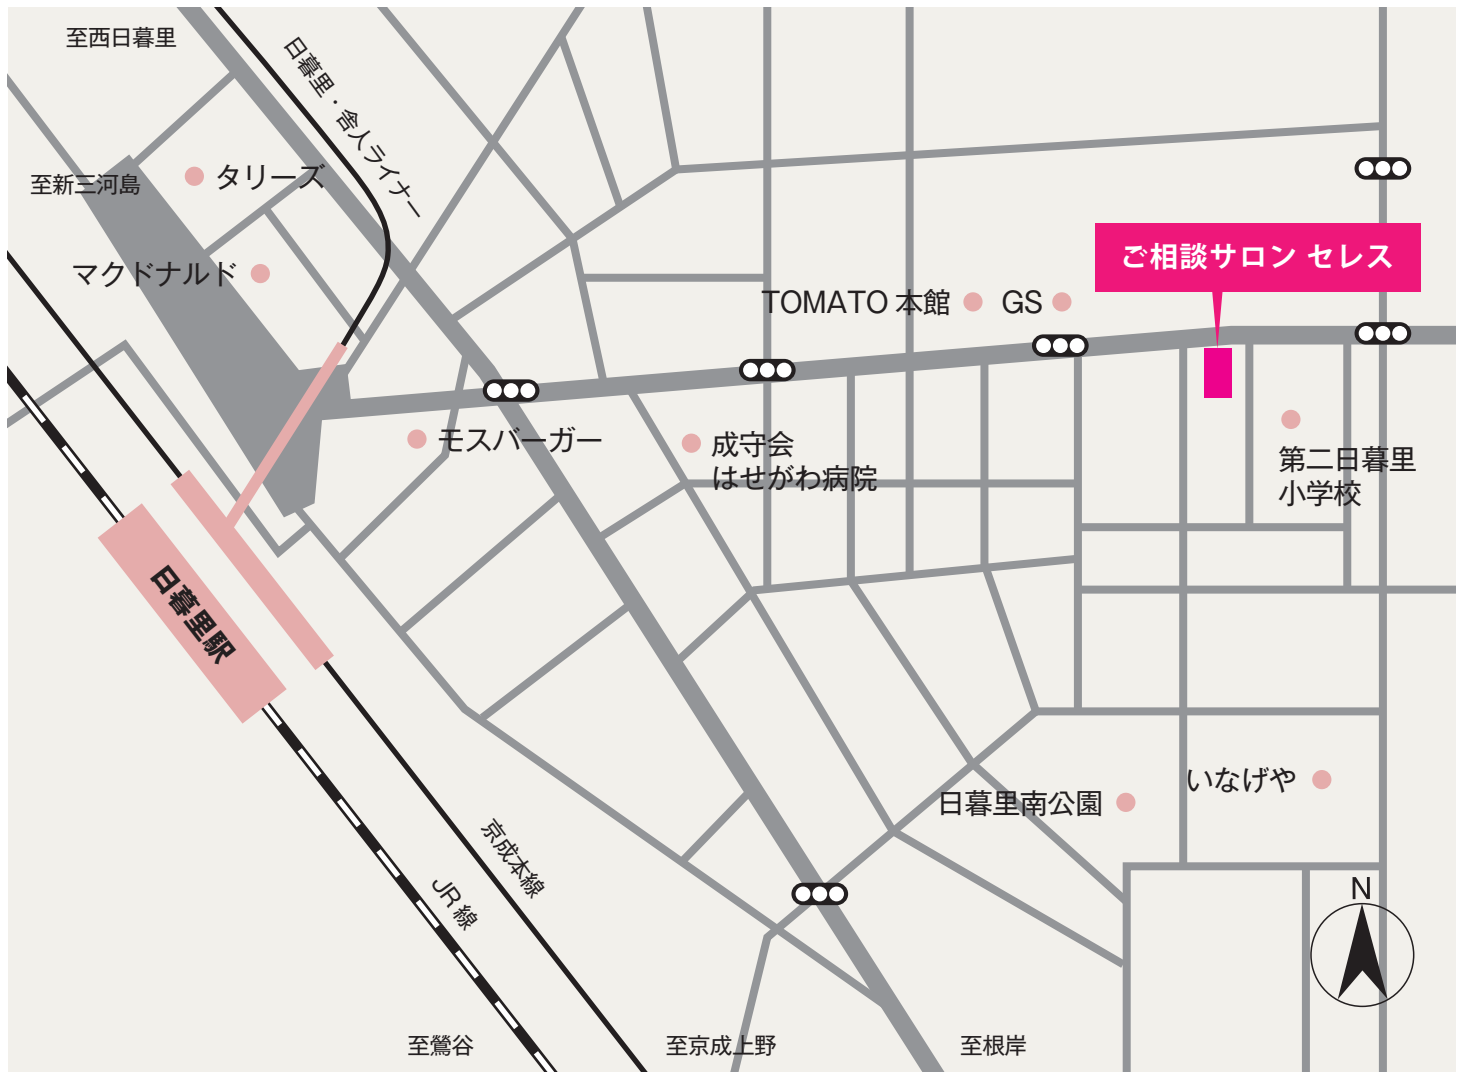 至西日暮里
日暮里・舎人ライナー
タリーズ
至新三河島
マクドナルド
ご相談サロン セレス
TOMATO 本館
GS
モスバーガー
成守会
はせがわ病院
第二日暮里
小学校
日暮里駅
いなげや
日暮里南公園
京成本線
JR線
N
至鶯谷
至京成上野
至根岸